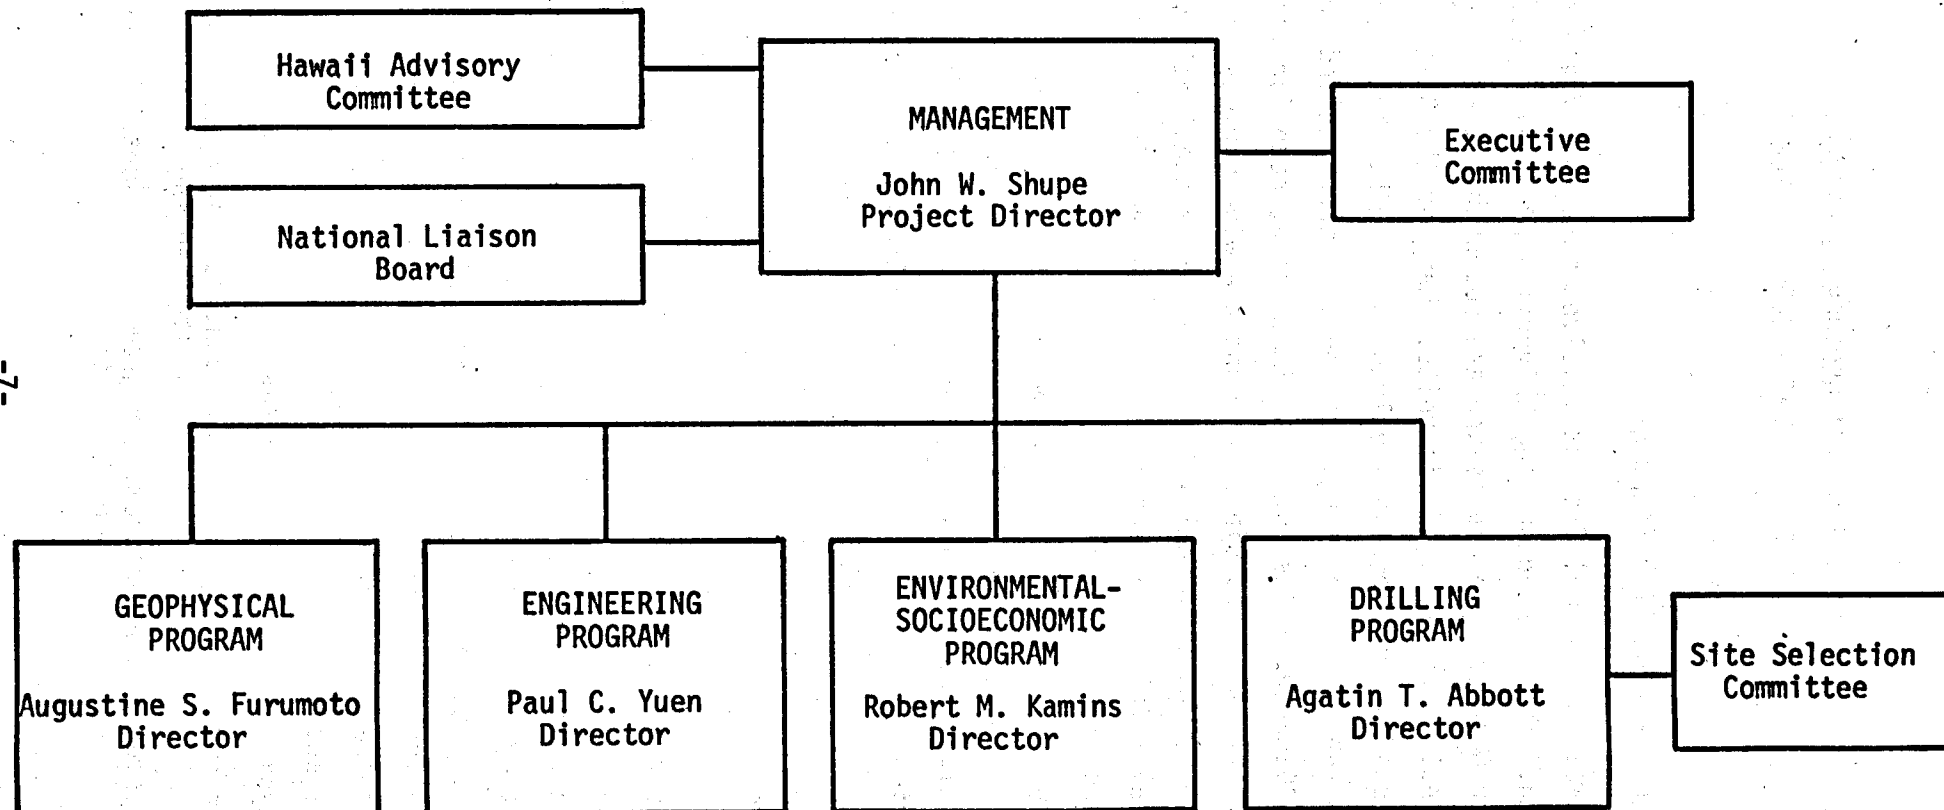 Hawaii Advisory
Committee
National Liaison
Board
MANAGEMENT
John W. Shupe
Project Director
Executive
Committee
-7-
GEOPHYSICAL
PROGRAM
Augustine S. Furumoto
Director
ENGINEERING
PROGRAM
Paul C. Yuen
Director
ENVIRONMENTAL-
SOCIOECONOMIC
PROGRAM
Robert M. Kamins
Director
DRILLING
PROGRAM
Agatin T. Abbott
Director
Site Selection
Committee